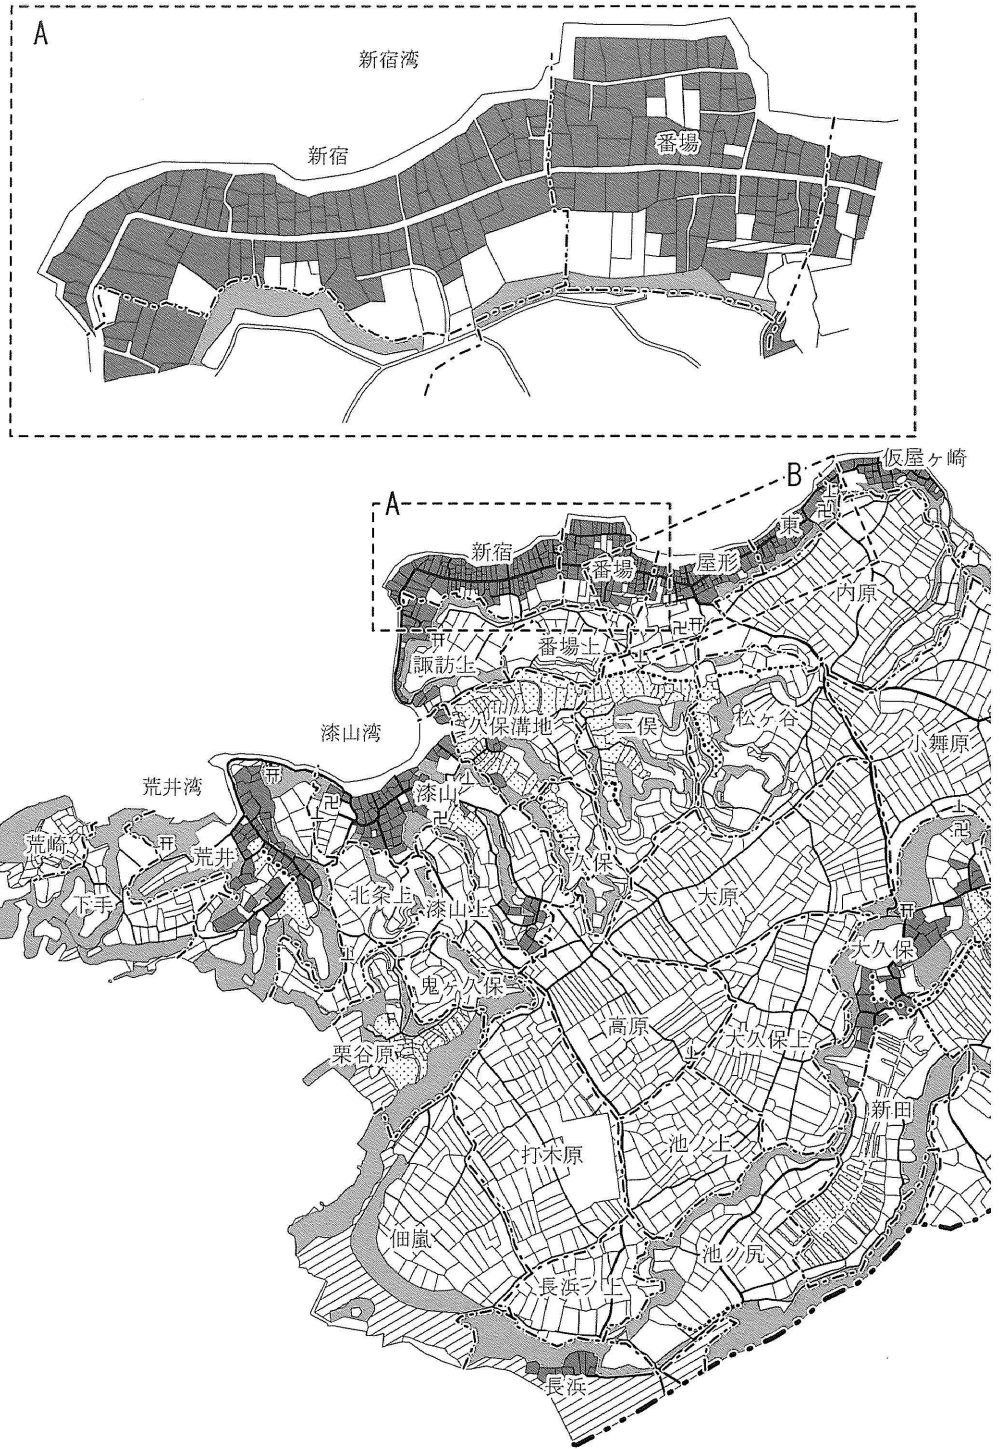 A
新宿湾
新宿
番場
仮屋ヶ崎
B
A
東
新宿
屋形
番場
内原
番場上
諏訪上
松ヶ谷
久保溝地
二俣
漆山湾
小舞原
荒井湾
漆山
荒崎
荒井
久保
下手
北条上
大原
漆山上
大久保
鬼ヶ久保
高原
大久保上
栗谷原
新田
打木原
池ノ上
佃嵐
池ノ尻
長浜ノ上
長浜